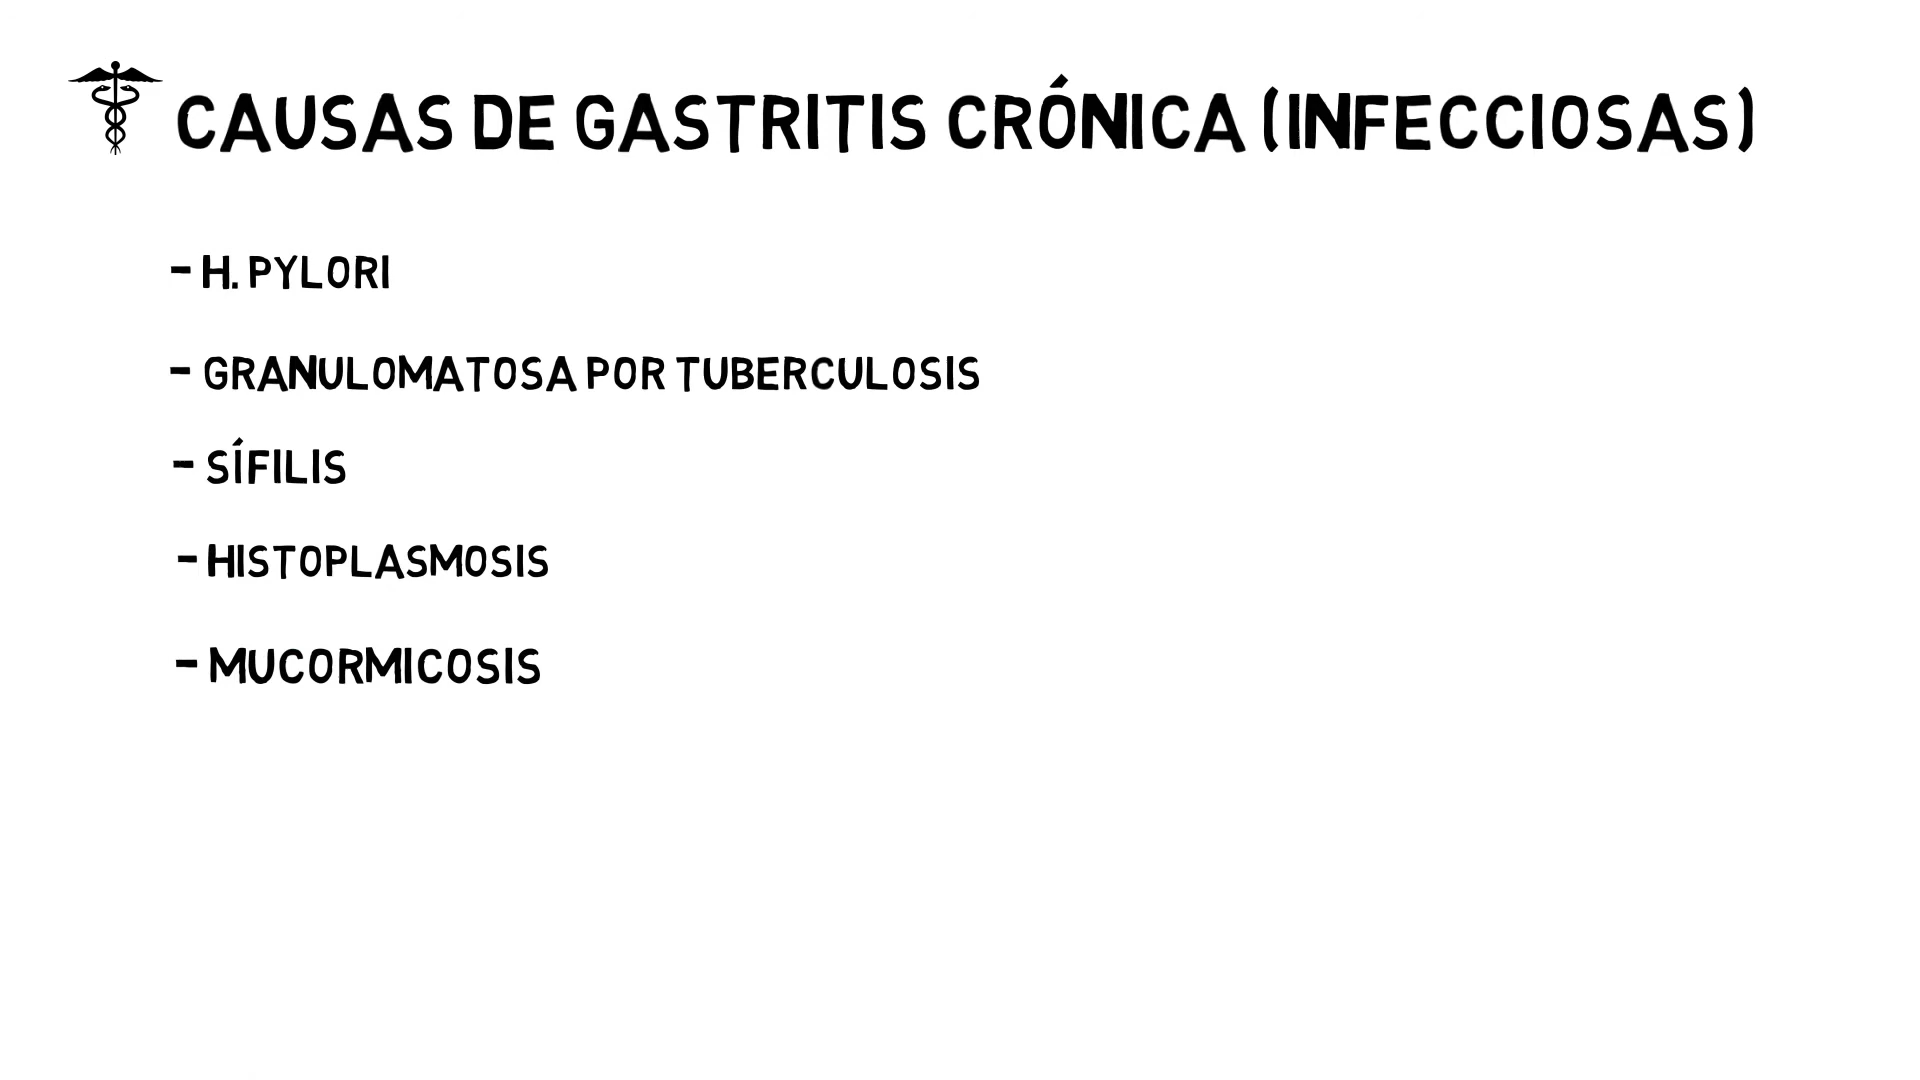 CAUSAS DE GASTRITIS CRÓNICA (INFECCIOSAS)
- H. PYLORI
- GRANULOMATOSA POR TUBERCULOSIS
- SÍFILIS
- HISTOPLASMOSIS
- MUCORMICOSIS